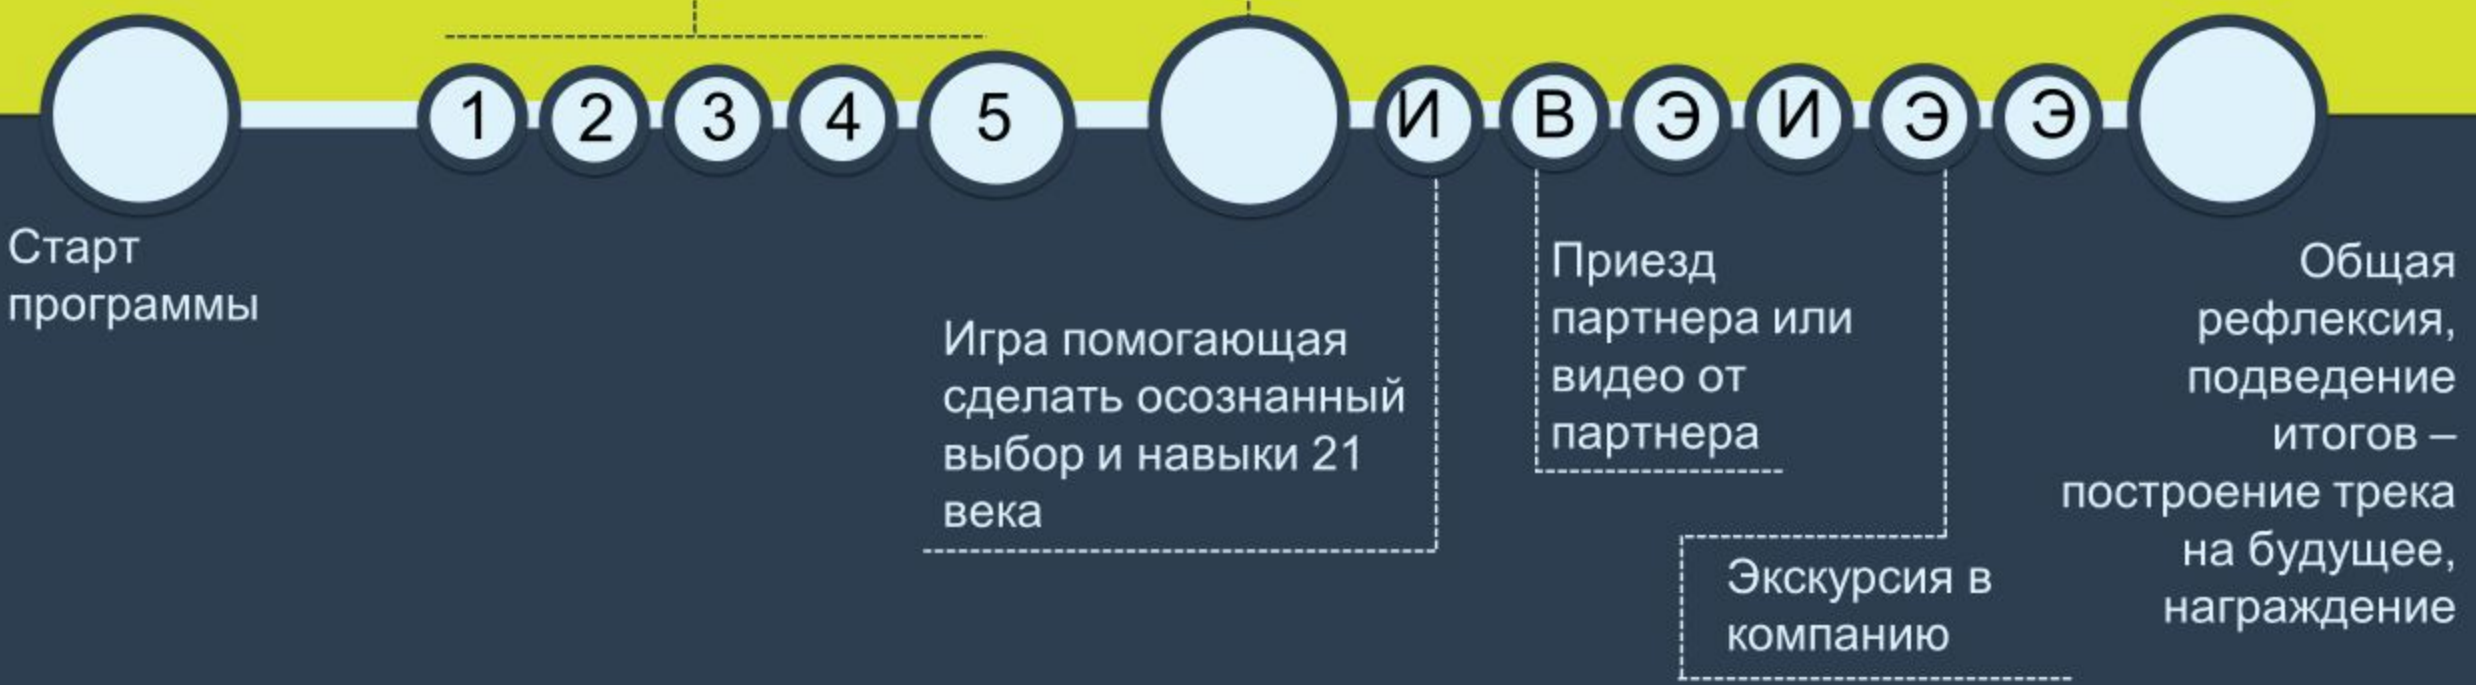 1 2 3 4 5 И В Э И Э Э
Старт
программы
Игра помогающая
сделать осознанный
выбор и навыки 21
века
Приезд
партнера или
видео от
партнера
Экскурсия в
компанию
Общая
рефлексия,
подведение
итогов –
построение трека
на будущее,
награждение